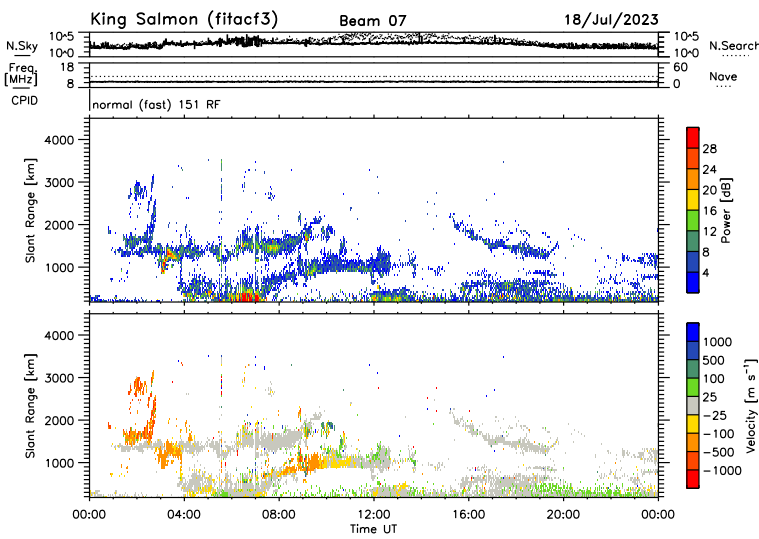 King Salmon (fitacf3) Beam 07 18/Jul/2023
N.Sky 10^5 10^5 N.Search
10^0 10^0
Freq. 18 60 Nave
[MHz] 8 0
CPID normal (fast) 151 RF
Slant Range [km]
4000
3000
2000
1000
28
24
20
16
12
8
4
Power [dB]
Slant Range [km]
4000
3000
2000
1000
1000
500
100
25
-25
-100
-500
-1000
Velocity [m s⁻¹]
00:00 04:00 08:00 12:00 16:00 20:00 00:00
Time UT